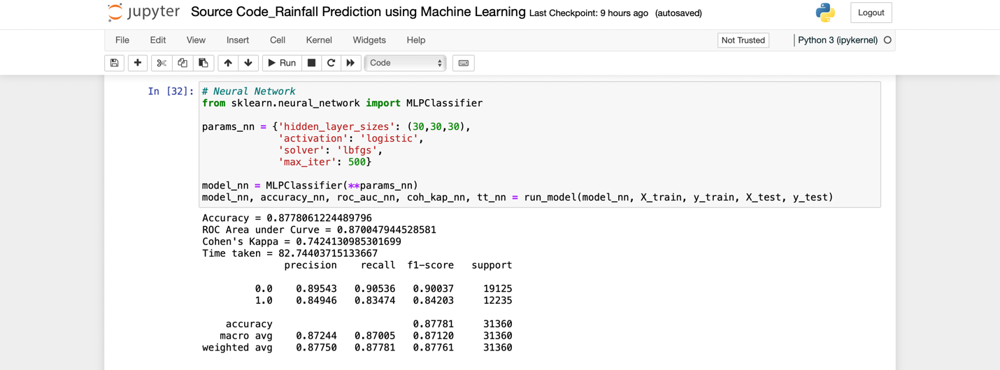 jupyter Source Code_Rainfall Prediction using Machine Learning Last Checkpoint: 9 hours ago (autosaved) Logout
File Edit View Insert Cell Kernel Widgets Help Not Trusted Python 3 (ipykernel)
Run Code
In [32]: # Neural Network
from sklearn.neural_network import MLPClassifier
params_nn = {'hidden_layer_sizes': (30,30,30),
'activation': 'logistic',
'solver': 'lbfgs',
'max_iter': 500}
model_nn = MLPClassifier(**params_nn)
model_nn, accuracy_nn, roc_auc_nn, coh_kap_nn, tt_nn = run_model(model_nn, X_train, y_train, X_test, y_test)
Accuracy = 0.8778061224489796
ROC Area under Curve = 0.870047944528581
Cohen's Kappa = 0.7424130985301699
Time taken = 82.74403715133667
precision recall f1-score support
0.0 0.89543 0.90536 0.90037 19125
1.0 0.84946 0.83474 0.84203 12235
accuracy 0.87781 31360
macro avg 0.87244 0.87005 0.87120 31360
weighted avg 0.87750 0.87781 0.87761 31360